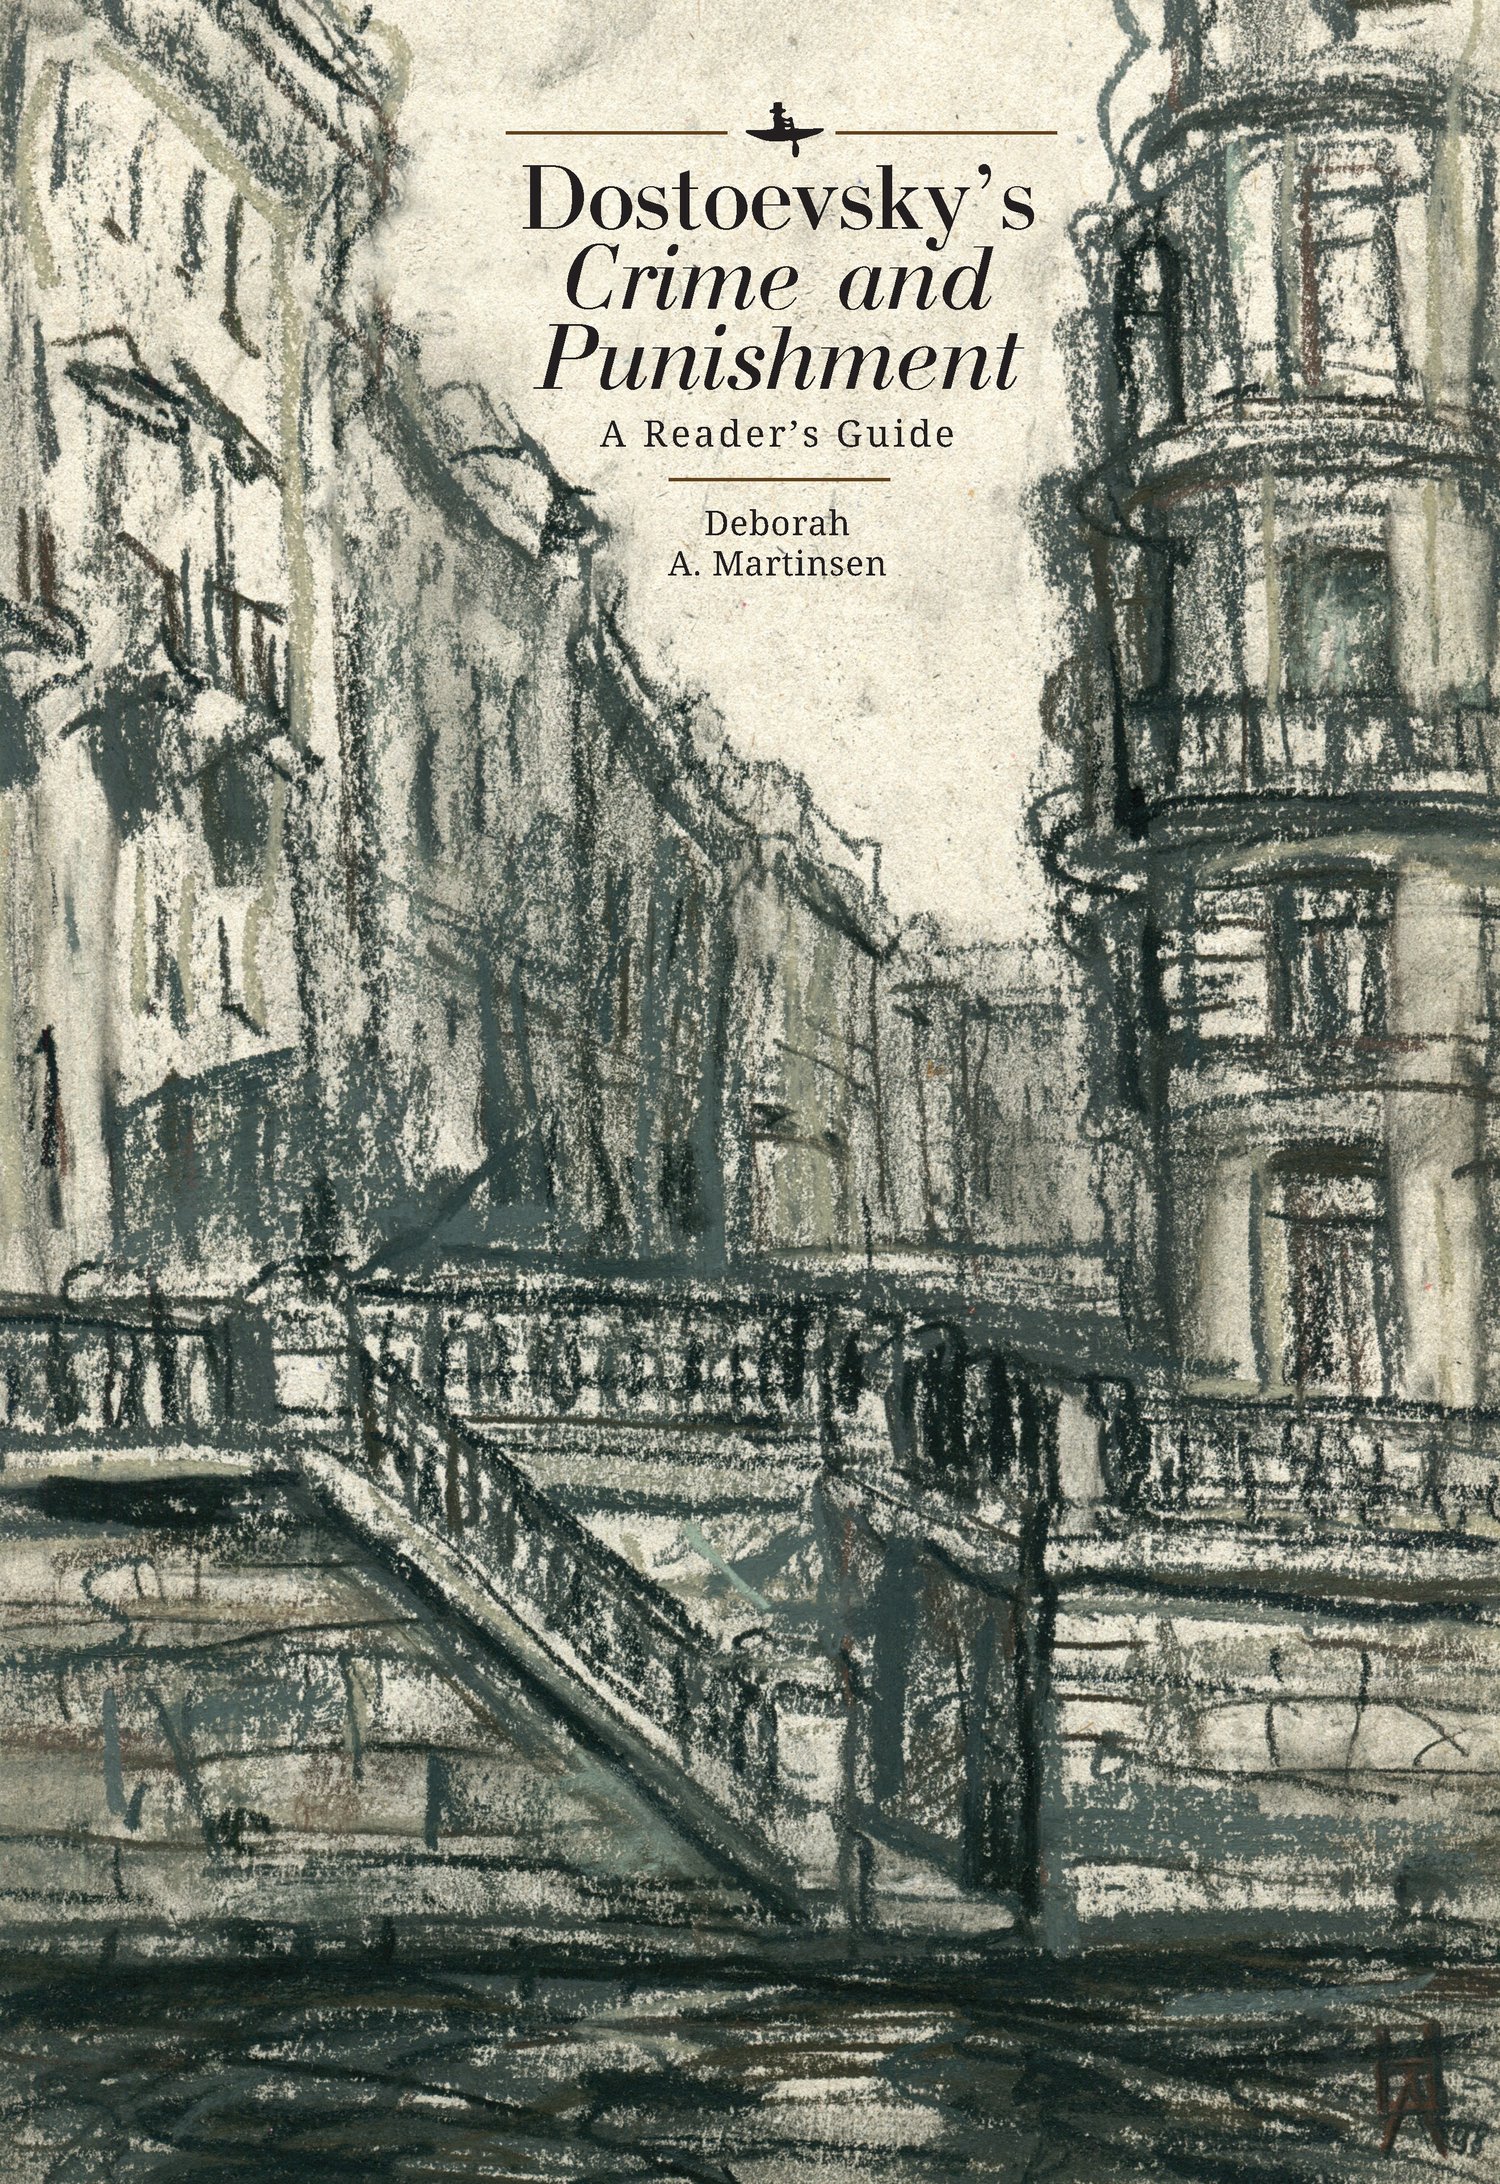 Dostoevsky’s
Crime and
Punishment
A Reader’s Guide
Deborah
A. Martinsen